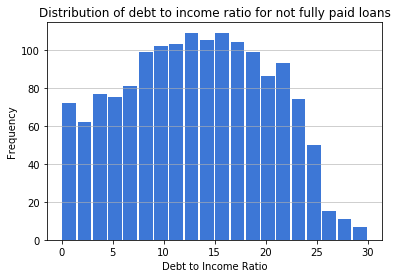 Distribution of debt to income ratio for not fully paid loans
Frequency
100
80
60
40
20
0
0 5 10 15 20 25 30
Debt to Income Ratio